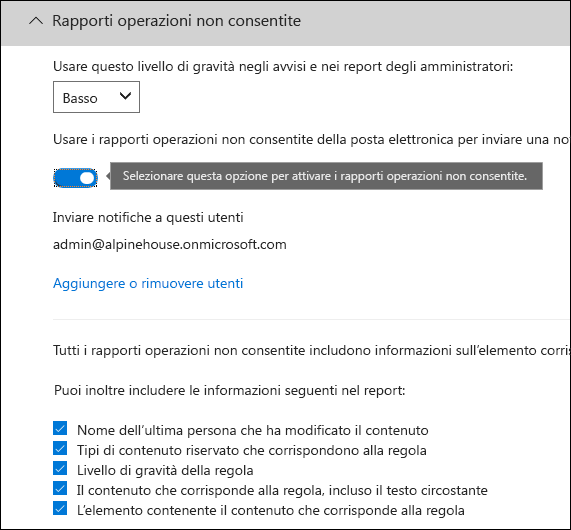 Rapporti operazioni non consentite
Usare questo livello di gravità negli avvisi e nei report degli amministratori:
Basso
Usare i rapporti operazioni non consentite della posta elettronica per inviare una
Selezionare questa opzione per attivare i rapporti operazioni non consentite.
Inviare notifiche a questi utenti
admin@alpinehouse.onmicrosoft.com
Aggiungere o rimuovere utenti
Tutti i rapporti operazioni non consentite includono informazioni sull'elemento
Puoi inoltre includere le informazioni seguenti nel report:
Nome dell'ultima persona che ha modificato il contenuto
Tipi di contenuto riservato che corrispondono alla regola
Livello di gravità della regola
Il contenuto che corrisponde alla regola, incluso il testo circostante
L'elemento contenente il contenuto che corrisponde alla regola